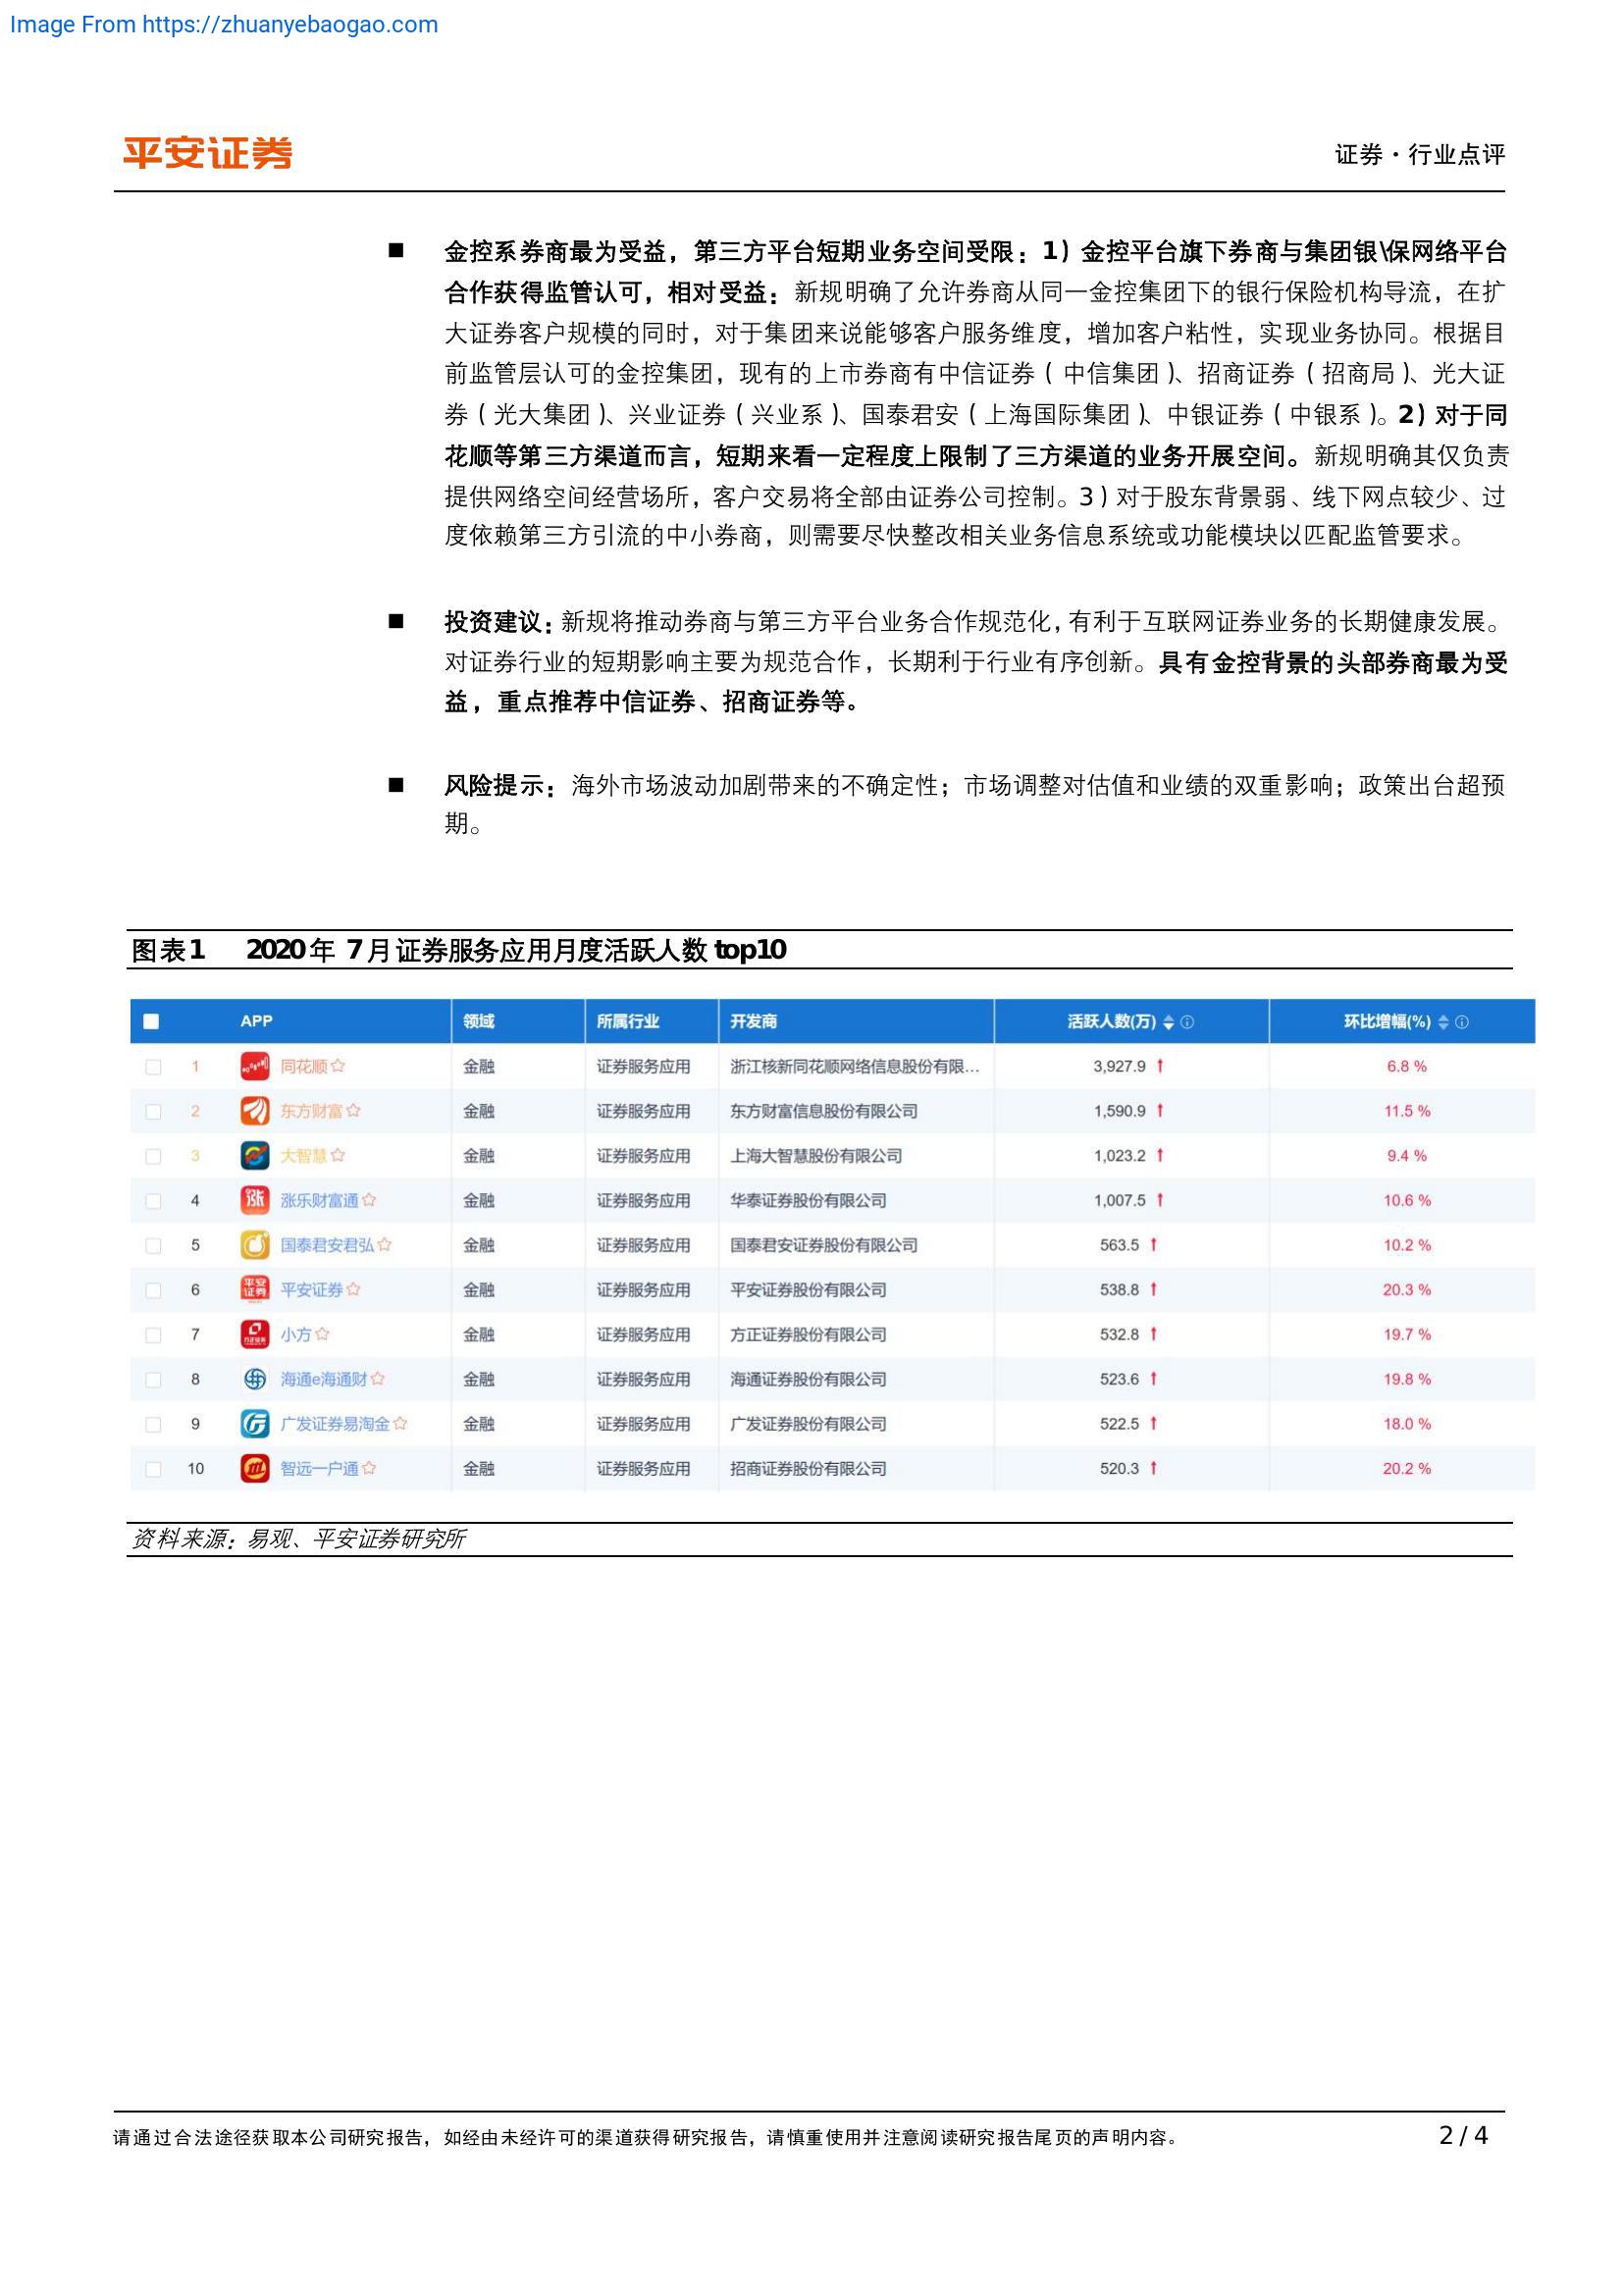 Image From https://zhuanyebaogao.com
平安证券
证券·行业点评
■ 金控系券商最为受益，第三方平台短期业务空间受限：1）金控平台旗下券商与集团银\保网络平台
合作获得监管认可，相对受益：新规明确了允许券商从同一金控集团下的银行保险机构导流，在扩
大证券客户规模的同时，对于集团来说能够客户服务维度，增加客户粘性，实现业务协同。根据目
前监管层认可的金控集团，现有的上市券商有中信证券（中信集团）、招商证券（招商局）、光大证
券（光大集团）、兴业证券（兴业系）、国泰君安（上海国际集团）、中银证券（中银系）。2）对于同
花顺等第三方渠道而言，短期来看一定程度上限制了三方渠道的业务开展空间。新规明确其仅负责
提供网络空间经营场所，客户交易将全部由证券公司控制。3）对于股东背景弱、线下网点较少、过
度依赖第三方引流的中小券商，则需要尽快整改相关业务信息系统或功能模块以匹配监管要求。
■ 投资建议：新规将推动券商与第三方平台业务合作规范化，有利于互联网证券业务的长期健康发展。
对证券行业的短期影响主要为规范合作，长期利于行业有序创新。具有金控背景的头部券商最为受
益，重点推荐中信证券、招商证券等。
■ 风险提示：海外市场波动加剧带来的不确定性；市场调整对估值和业绩的双重影响；政策出台超预
期。
图表1 2020年 7月证券服务应用月度活跃人数 top10
APP 领域 所属行业 开发商 活跃人数(万) 环比增幅(%)
1 同花顺 金融 证券服务应用 浙江核新同花顺网络信息股份有限... 3,927.9 ↑ 6.8 %
2 东方财富 金融 证券服务应用 东方财富信息股份有限公司 1,590.9 ↑ 11.5 %
3 大智慧 金融 证券服务应用 上海大智慧股份有限公司 1,023.2 ↑ 9.4 %
4 涨 涨乐财富通 金融 证券服务应用 华泰证券股份有限公司 1,007.5 ↑ 10.6 %
5 国泰君安君弘 金融 证券服务应用 国泰君安证券股份有限公司 563.5 ↑ 10.2 %
6 平安证券 平安证券 金融 证券服务应用 平安证券股份有限公司 538.8 ↑ 20.3 %
7 小方 金融 证券服务应用 方正证券股份有限公司 532.8 ↑ 19.7 %
8 海通e海通财 金融 证券服务应用 海通证券股份有限公司 523.6 ↑ 19.8 %
9 广发证券易淘金 金融 证券服务应用 广发证券股份有限公司 522.5 ↑ 18.0 %
10 智远一户通 金融 证券服务应用 招商证券股份有限公司 520.3 ↑ 20.2 %
资料来源：易观、平安证券研究所
请通过合法途径获取本公司研究报告，如经由未经许可的渠道获得研究报告，请慎重使用并注意阅读研究报告尾页的声明内容。
2 / 4